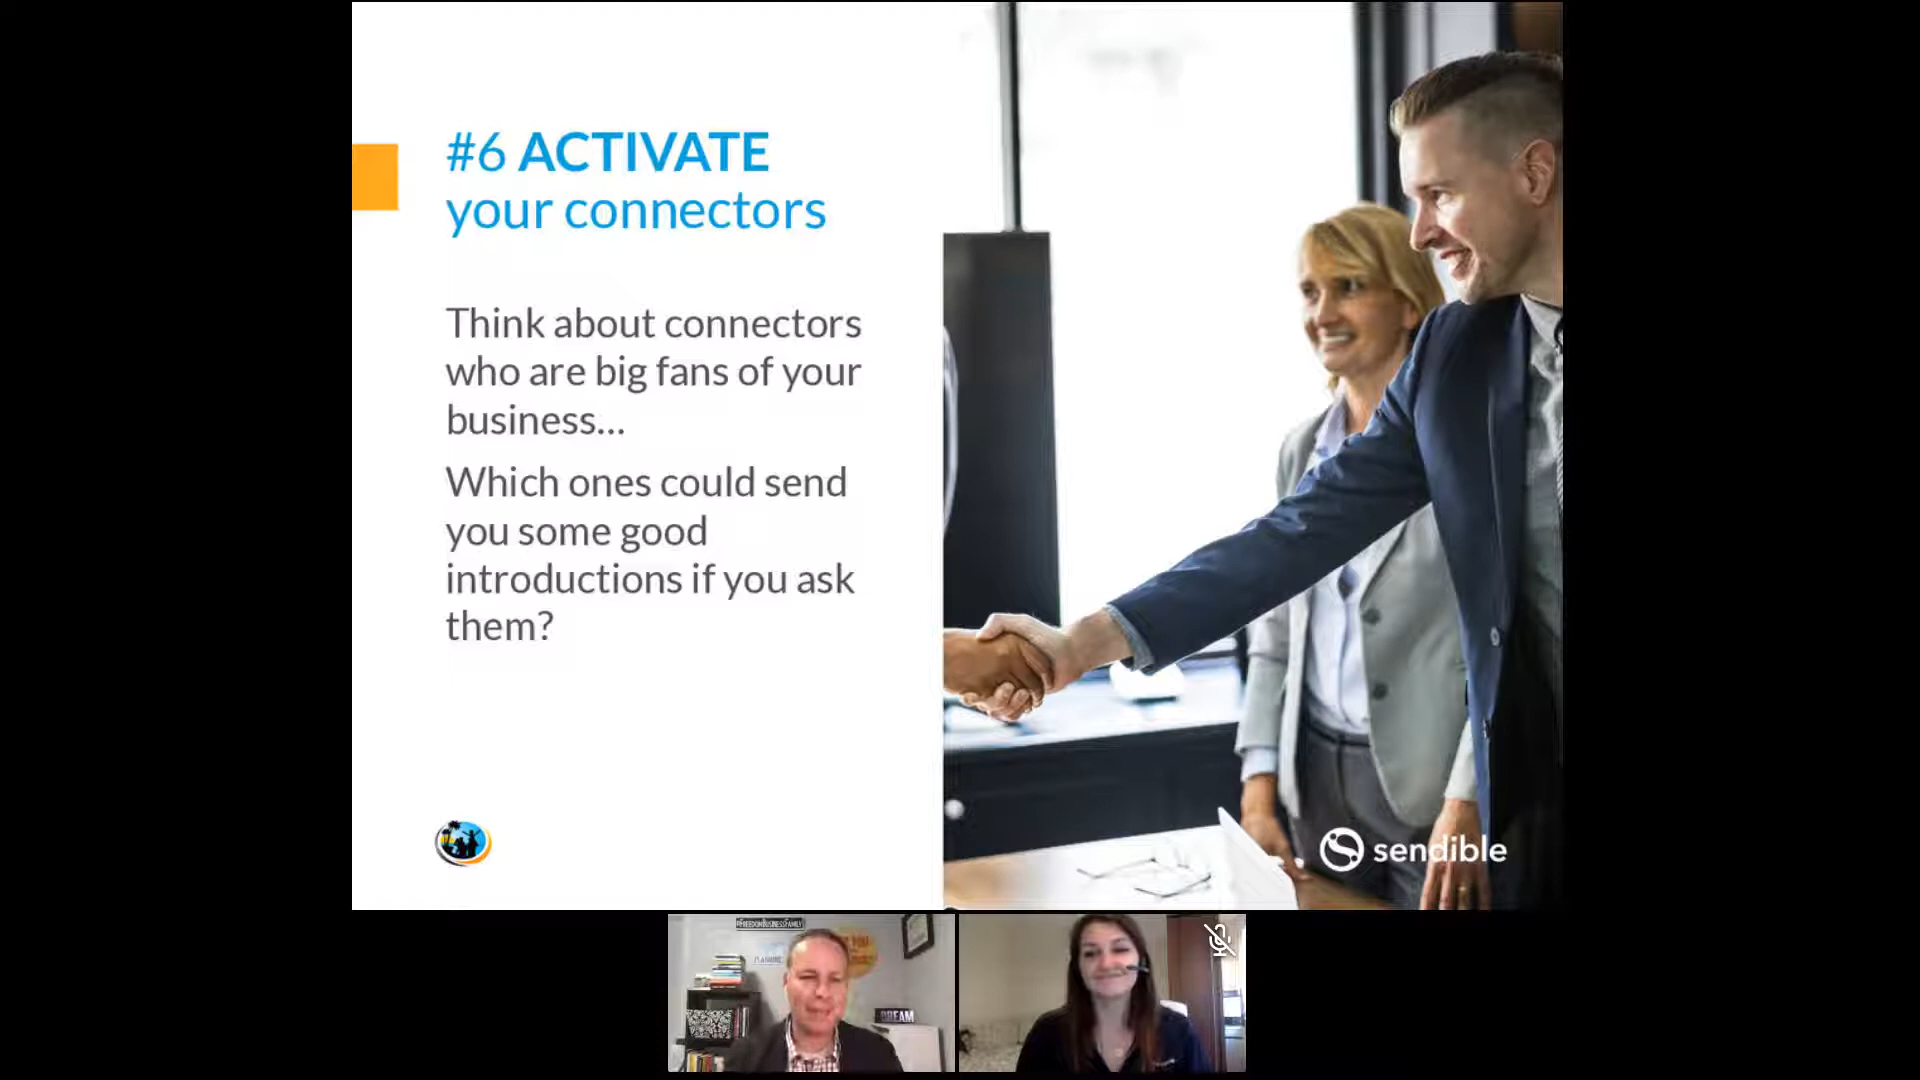 #6 ACTIVATE
your connectors
Think about connectors
who are big fans of your
business...
Which ones could send
you some good
introductions if you ask
them?
sendible
#FREEDOMBUSINESSFAMILY
DREAM